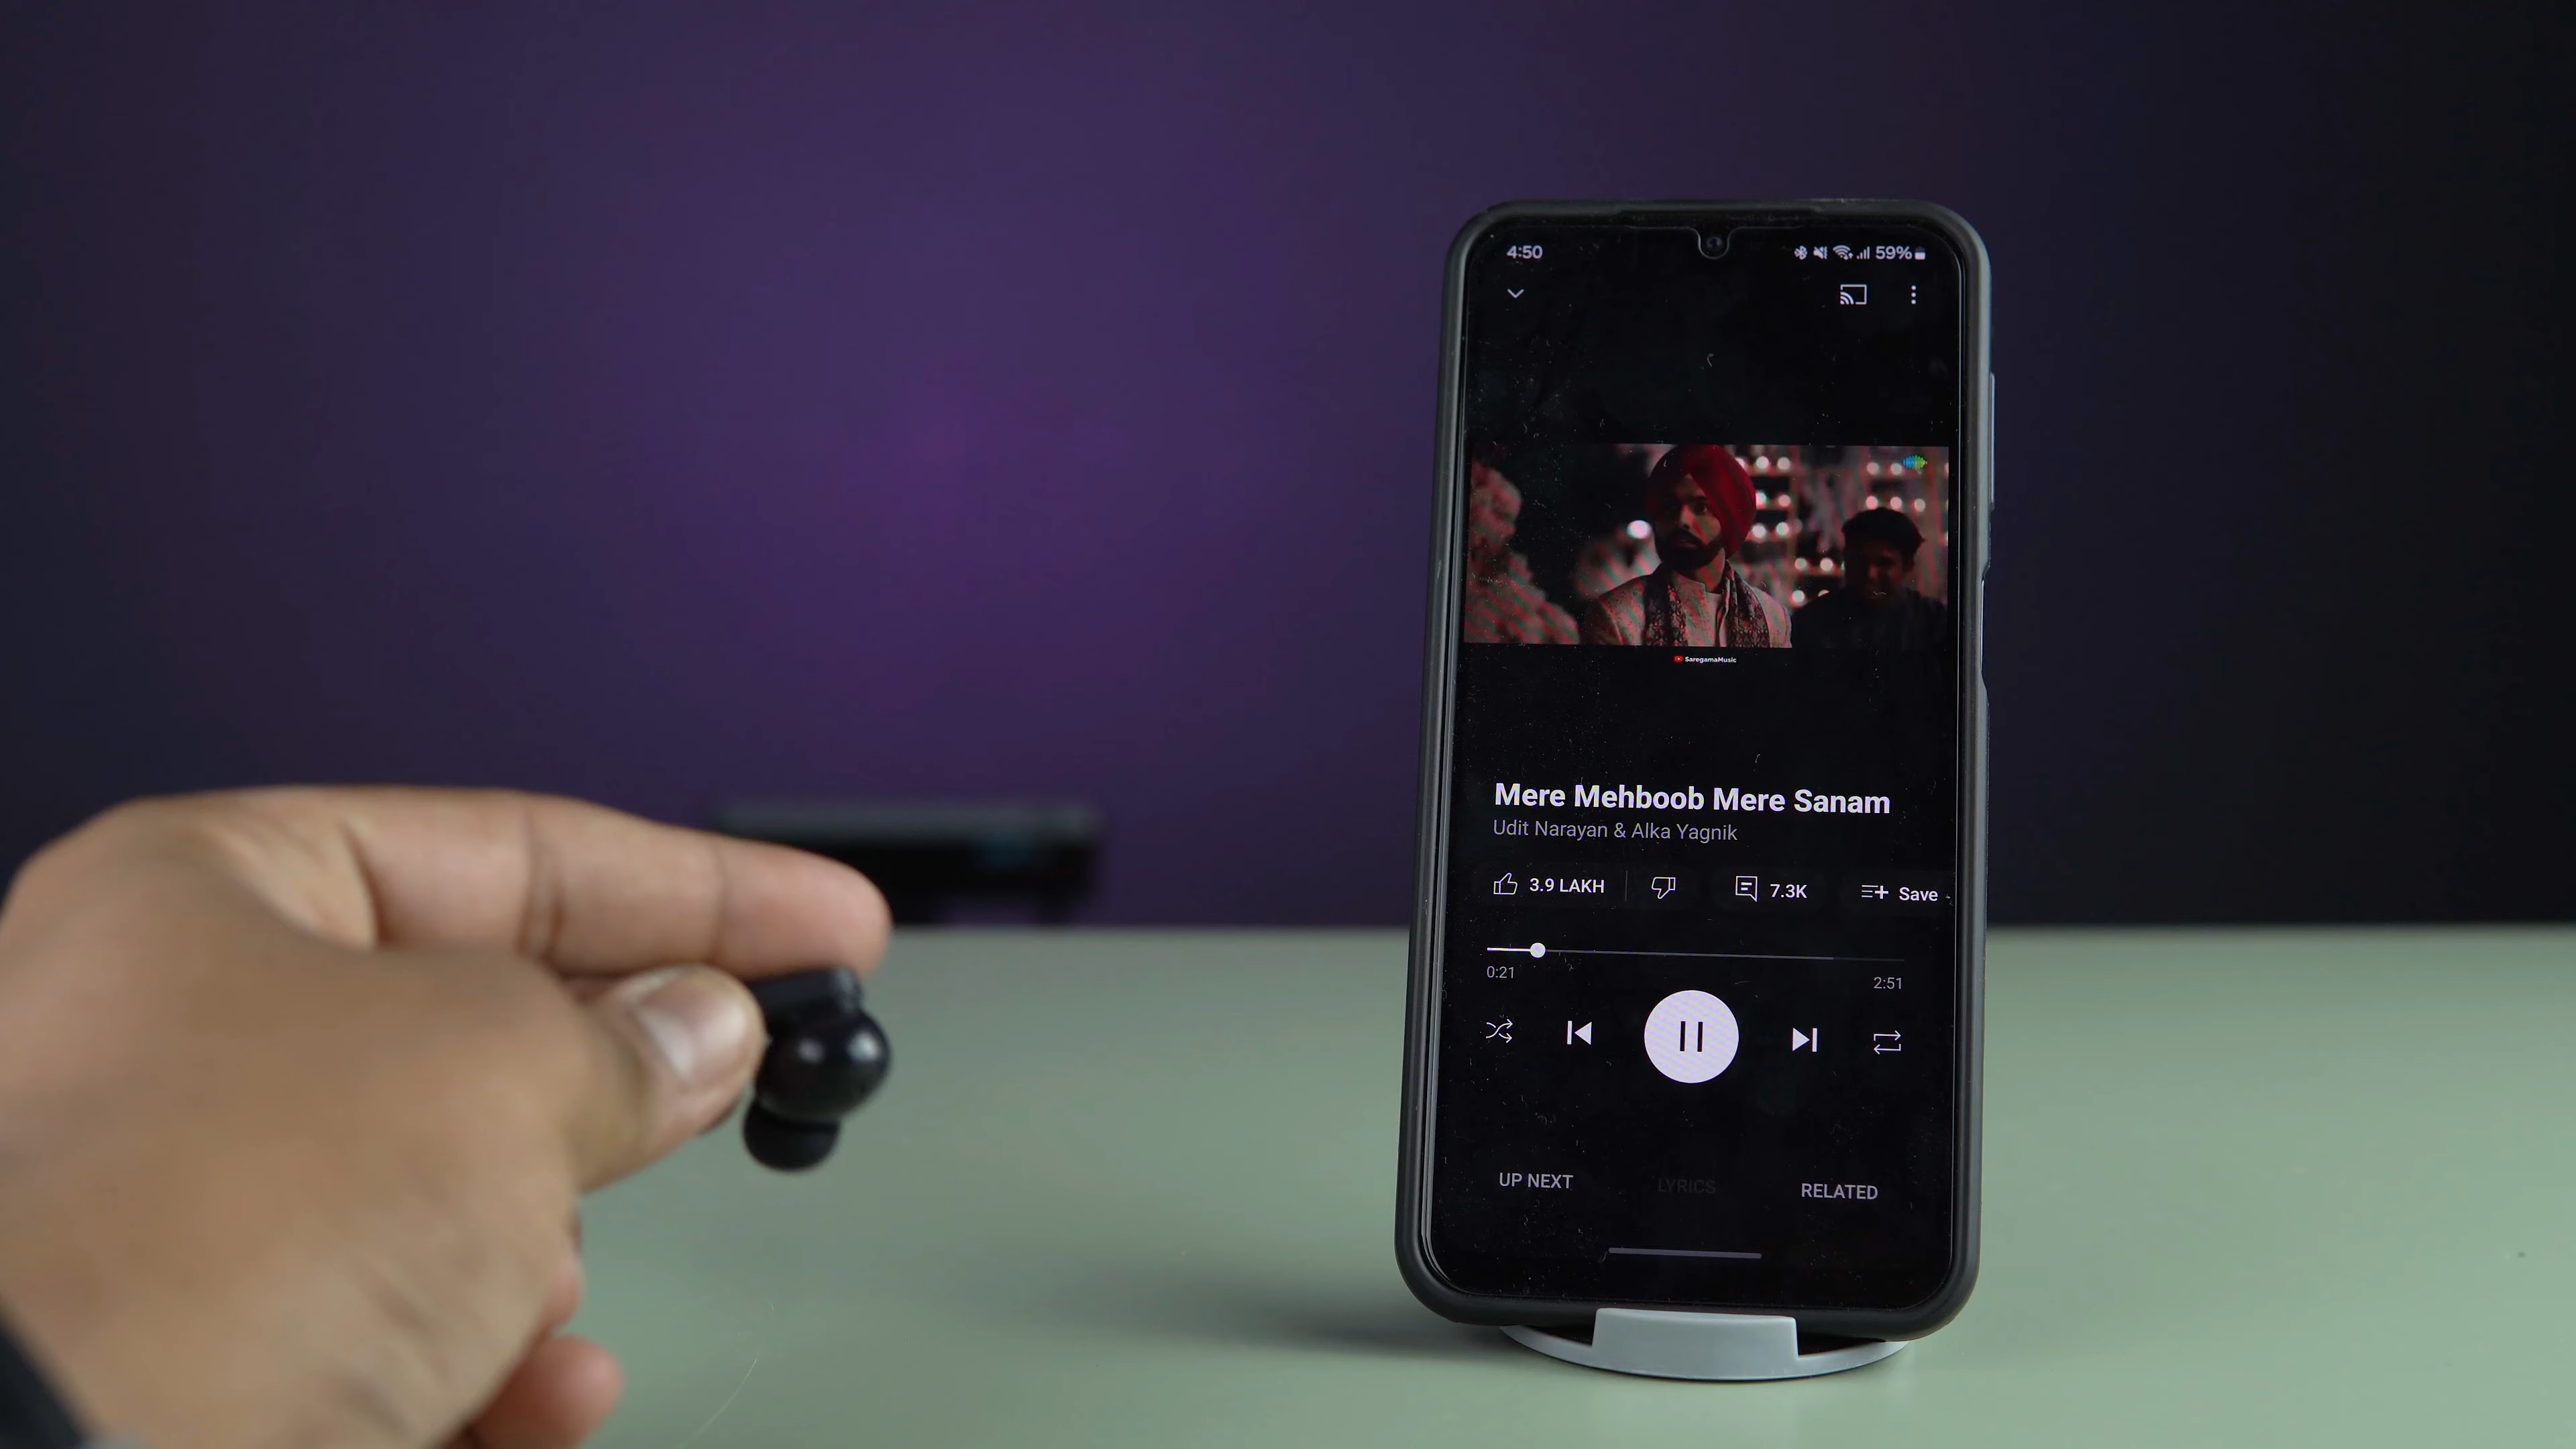 4:50 59%
SaregamaMusic
Mere Mehboob Mere Sanam
Udit Narayan & Alka Yagnik
3.9 LAKH 7.3K Save
0:21 2:51
UP NEXT LYRICS RELATED